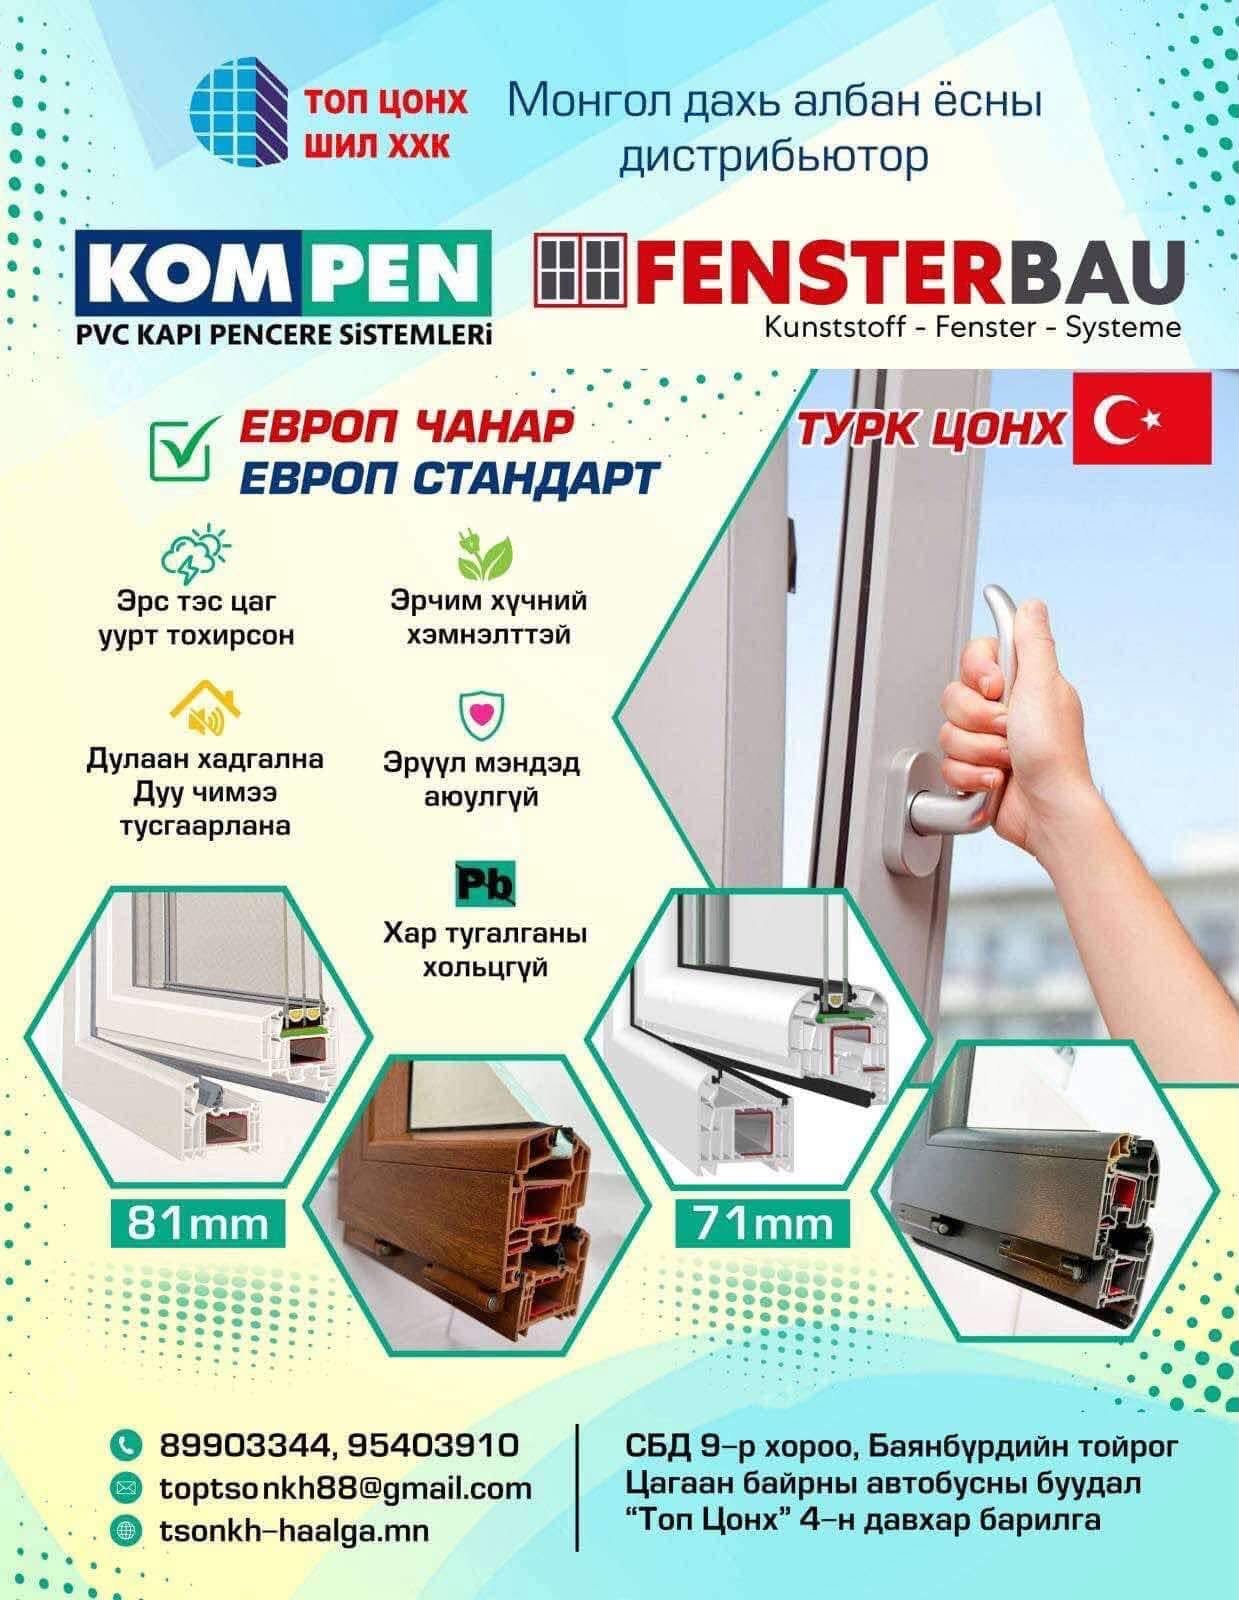 ТОП ЦОНХ
ШИЛ ХХК
Монгол дахь албан ёсны
дистрибьютор
KOMPEN
PVC KAPI PENCERE SiSTEMLERi
FENSTERBAU
Kunststoff - Fenster - Systeme
ЕВРОП ЧАНАР
ЕВРОП СТАНДАРТ
ТУРК ЦОНХ
Эрс тэс цаг
уурт тохирсон
Эрчим хүчний
хэмнэлттэй
Дулаан хадгална
Дуу чимээ
тусгаарлана
Эрүүл мэндэд
аюулгүй
Pb
Хар тугалганы
хольцгүй
81mm
71mm
89903344, 95403910
toptsonkh88@gmail.com
tsonkh-haalga.mn
СБД 9-р хороо, Баянбүрдийн тойрог
Цагаан байрны автобусны буудал
“Топ Цонх” 4-н давхар барилга